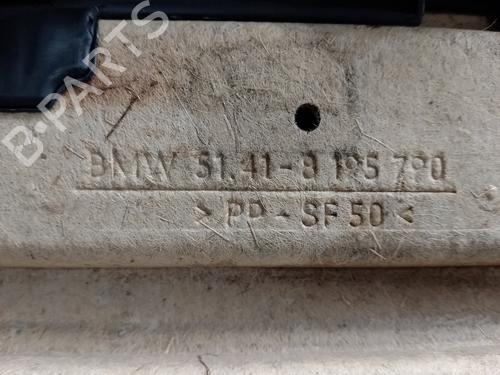 B-PARTS
BMW 51.41-8 195 790
> PP - SF 50 <